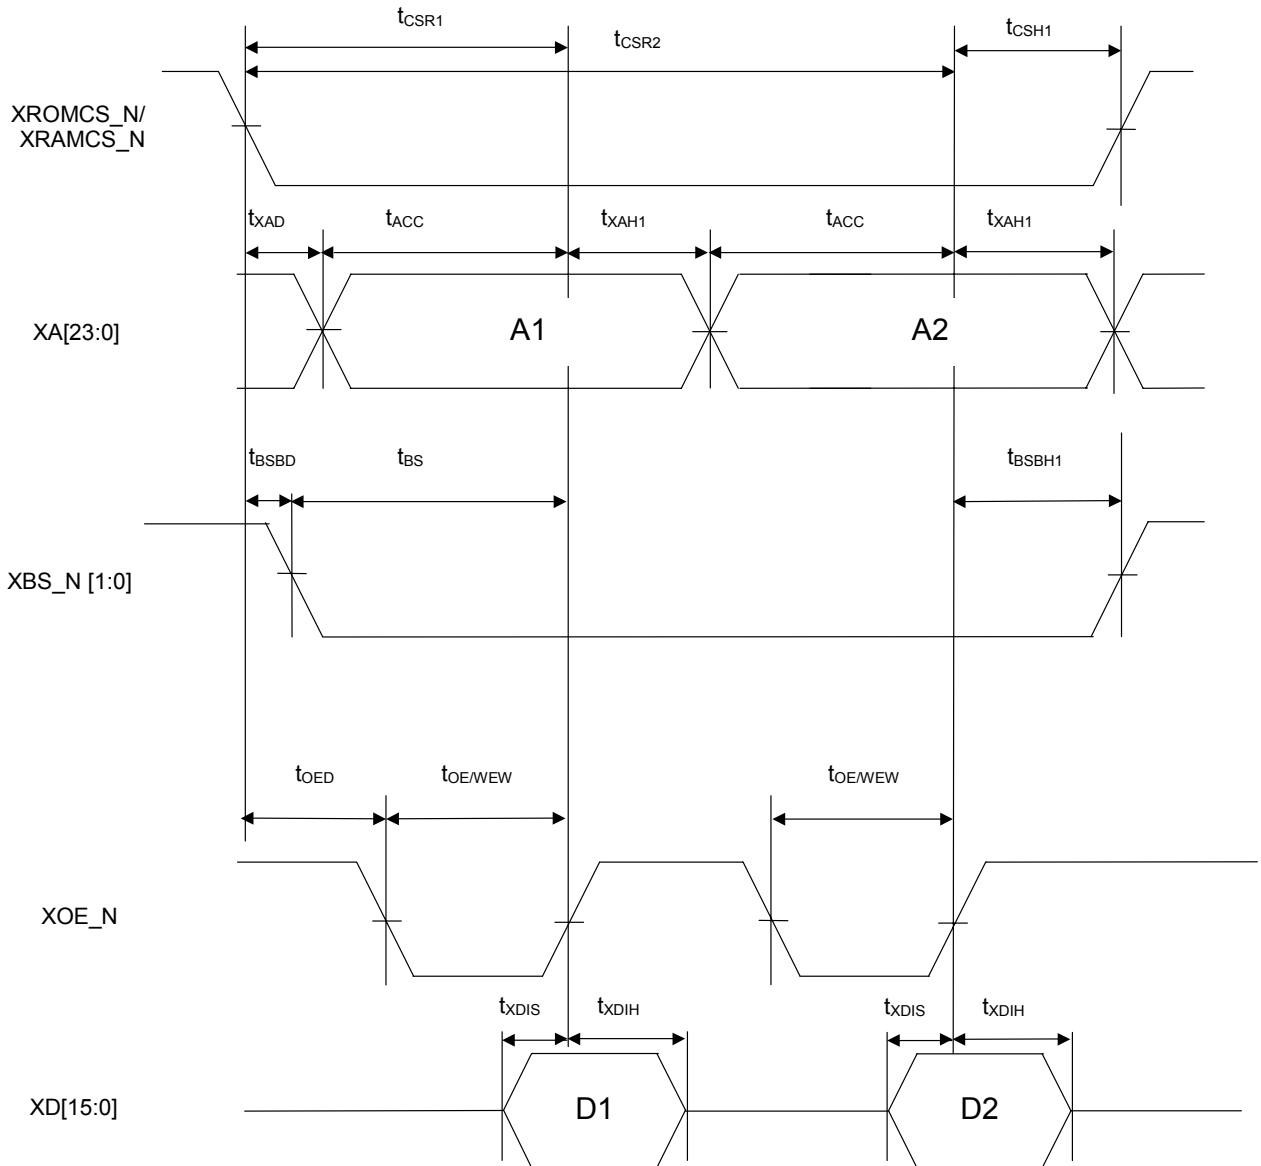 tCSR1
tCSR2
tCSH1
XROMCS_N/
XRAMCS_N
tXAD
tACC
tXAH1
tACC
tXAH1
XA[23:0]
A1
A2
tBSBD
tBS
tBSBH1
XBS_N [1:0]
tOED
tOE/WEW
tOE/WEW
XOE_N
tXDIS
tXDIH
tXDIS
tXDIH
XD[15:0]
D1
D2